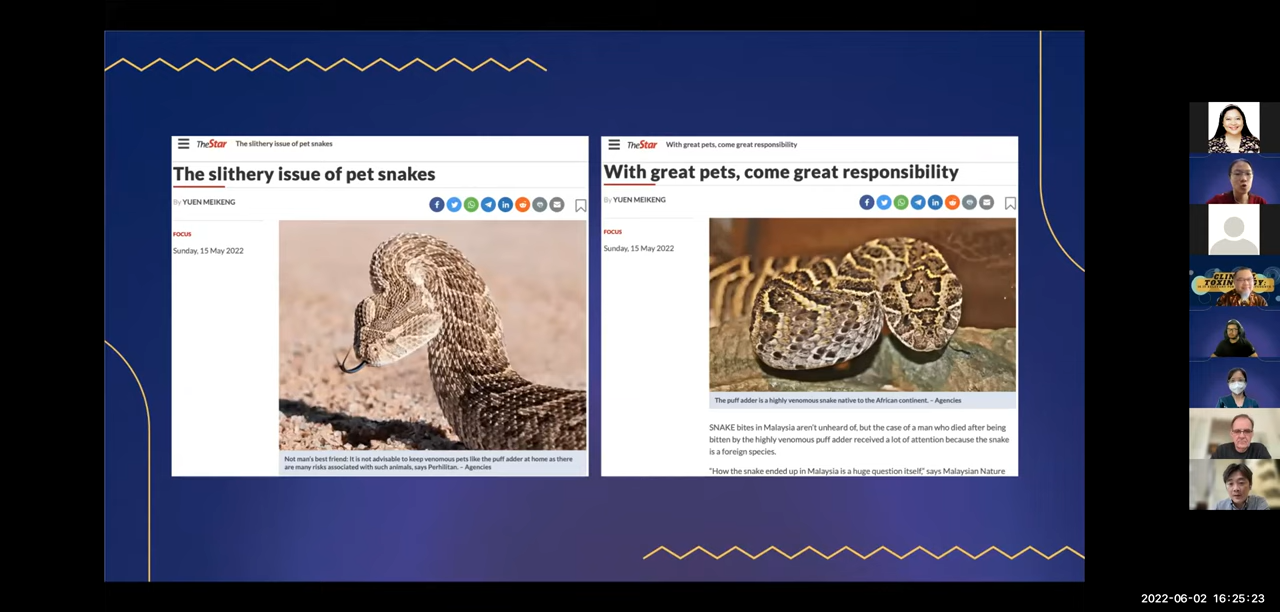 TheStar The slithery issue of pet snakes
The slithery issue of pet snakes
By YUEN MEIKENG
FOCUS
Sunday, 15 May 2022
Not man's best friend: It is not advisable to keep venomous pets like the puff adder at home as there
are many risks associated with such animals, says Perhilitan. – Agencies
TheStar With great pets, come great responsibility
With great pets, come great responsibility
By YUEN MEIKENG
FOCUS
Sunday, 15 May 2022
The puff adder is a highly venomous snake native to the African continent. – Agencies
SNAKE bites in Malaysia aren't unheard of, but the case of a man who died after being
bitten by the highly venomous puff adder received a lot of attention because the snake
is a foreign species.
"How the snake ended up in Malaysia is a huge question itself," says Malaysian Nature
2022-06-02 16:25:23